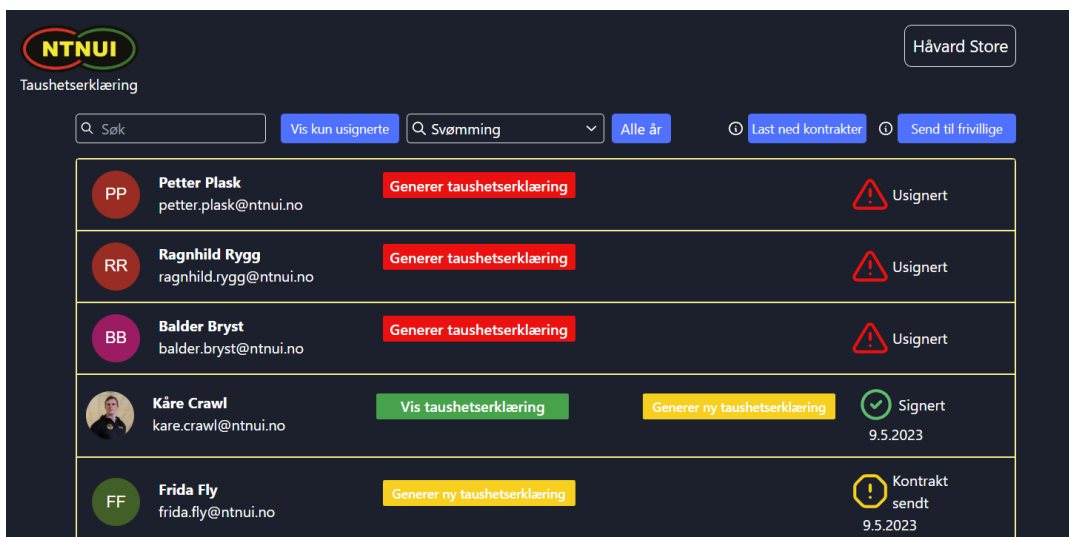 NTNUI
Taushetserklæring
Håvard Store
Søk
Vis kun usignerte
Svømming
Alle år
Last ned kontrakter
Send til frivillige
PP
Petter Plask
petter.plask@ntnui.no
Generer taushetserklæring
Usignert
RR
Ragnhild Rygg
ragnhild.rygg@ntnui.no
Generer taushetserklæring
Usignert
BB
Balder Bryst
balder.bryst@ntnui.no
Generer taushetserklæring
Usignert
Kåre Crawl
kare.crawl@ntnui.no
Vis taushetserklæring
Generer ny taushetserklæring
Signert
9.5.2023
FF
Frida Fly
frida.fly@ntnui.no
Generer ny taushetserklæring
Kontrakt
sendt
9.5.2023